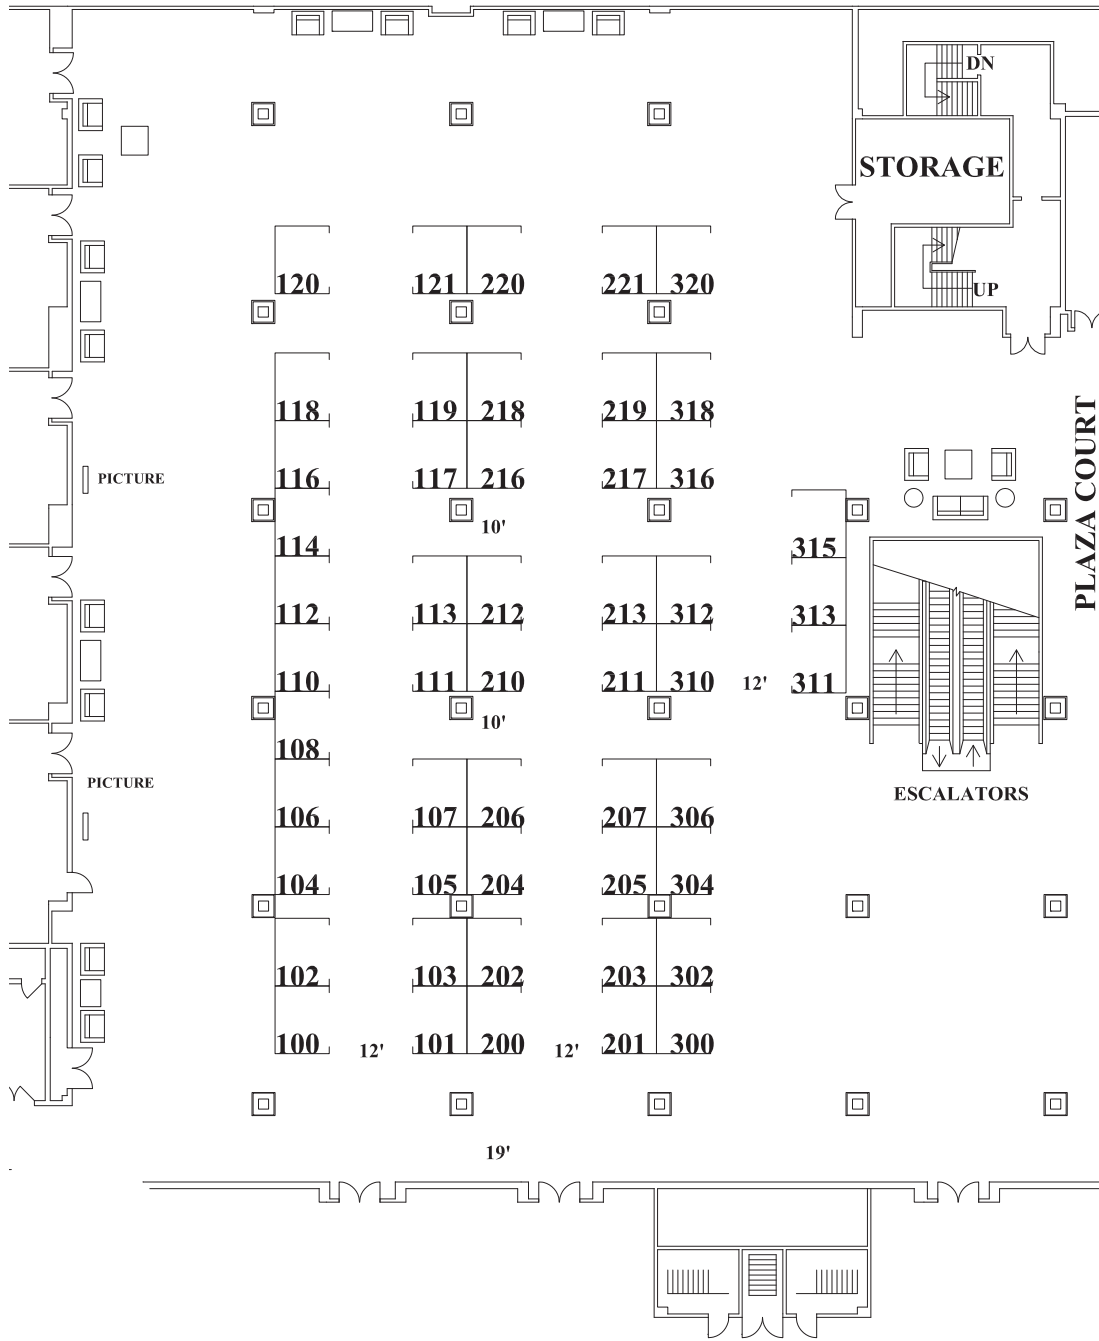 DN
STORAGE
120 121 220 221 320
UP
118 119 218 219 318
PLAZA COURT
PICTURE
116 117 216 217 316
10'
114 315
112 113 212 213 312 313
110 111 210 211 310 12' 311
10'
108
PICTURE
ESCALATORS
106 107 206 207 306
104 105 204 205 304
102 103 202 203 302
100 12' 101 200 12' 201 300
19'